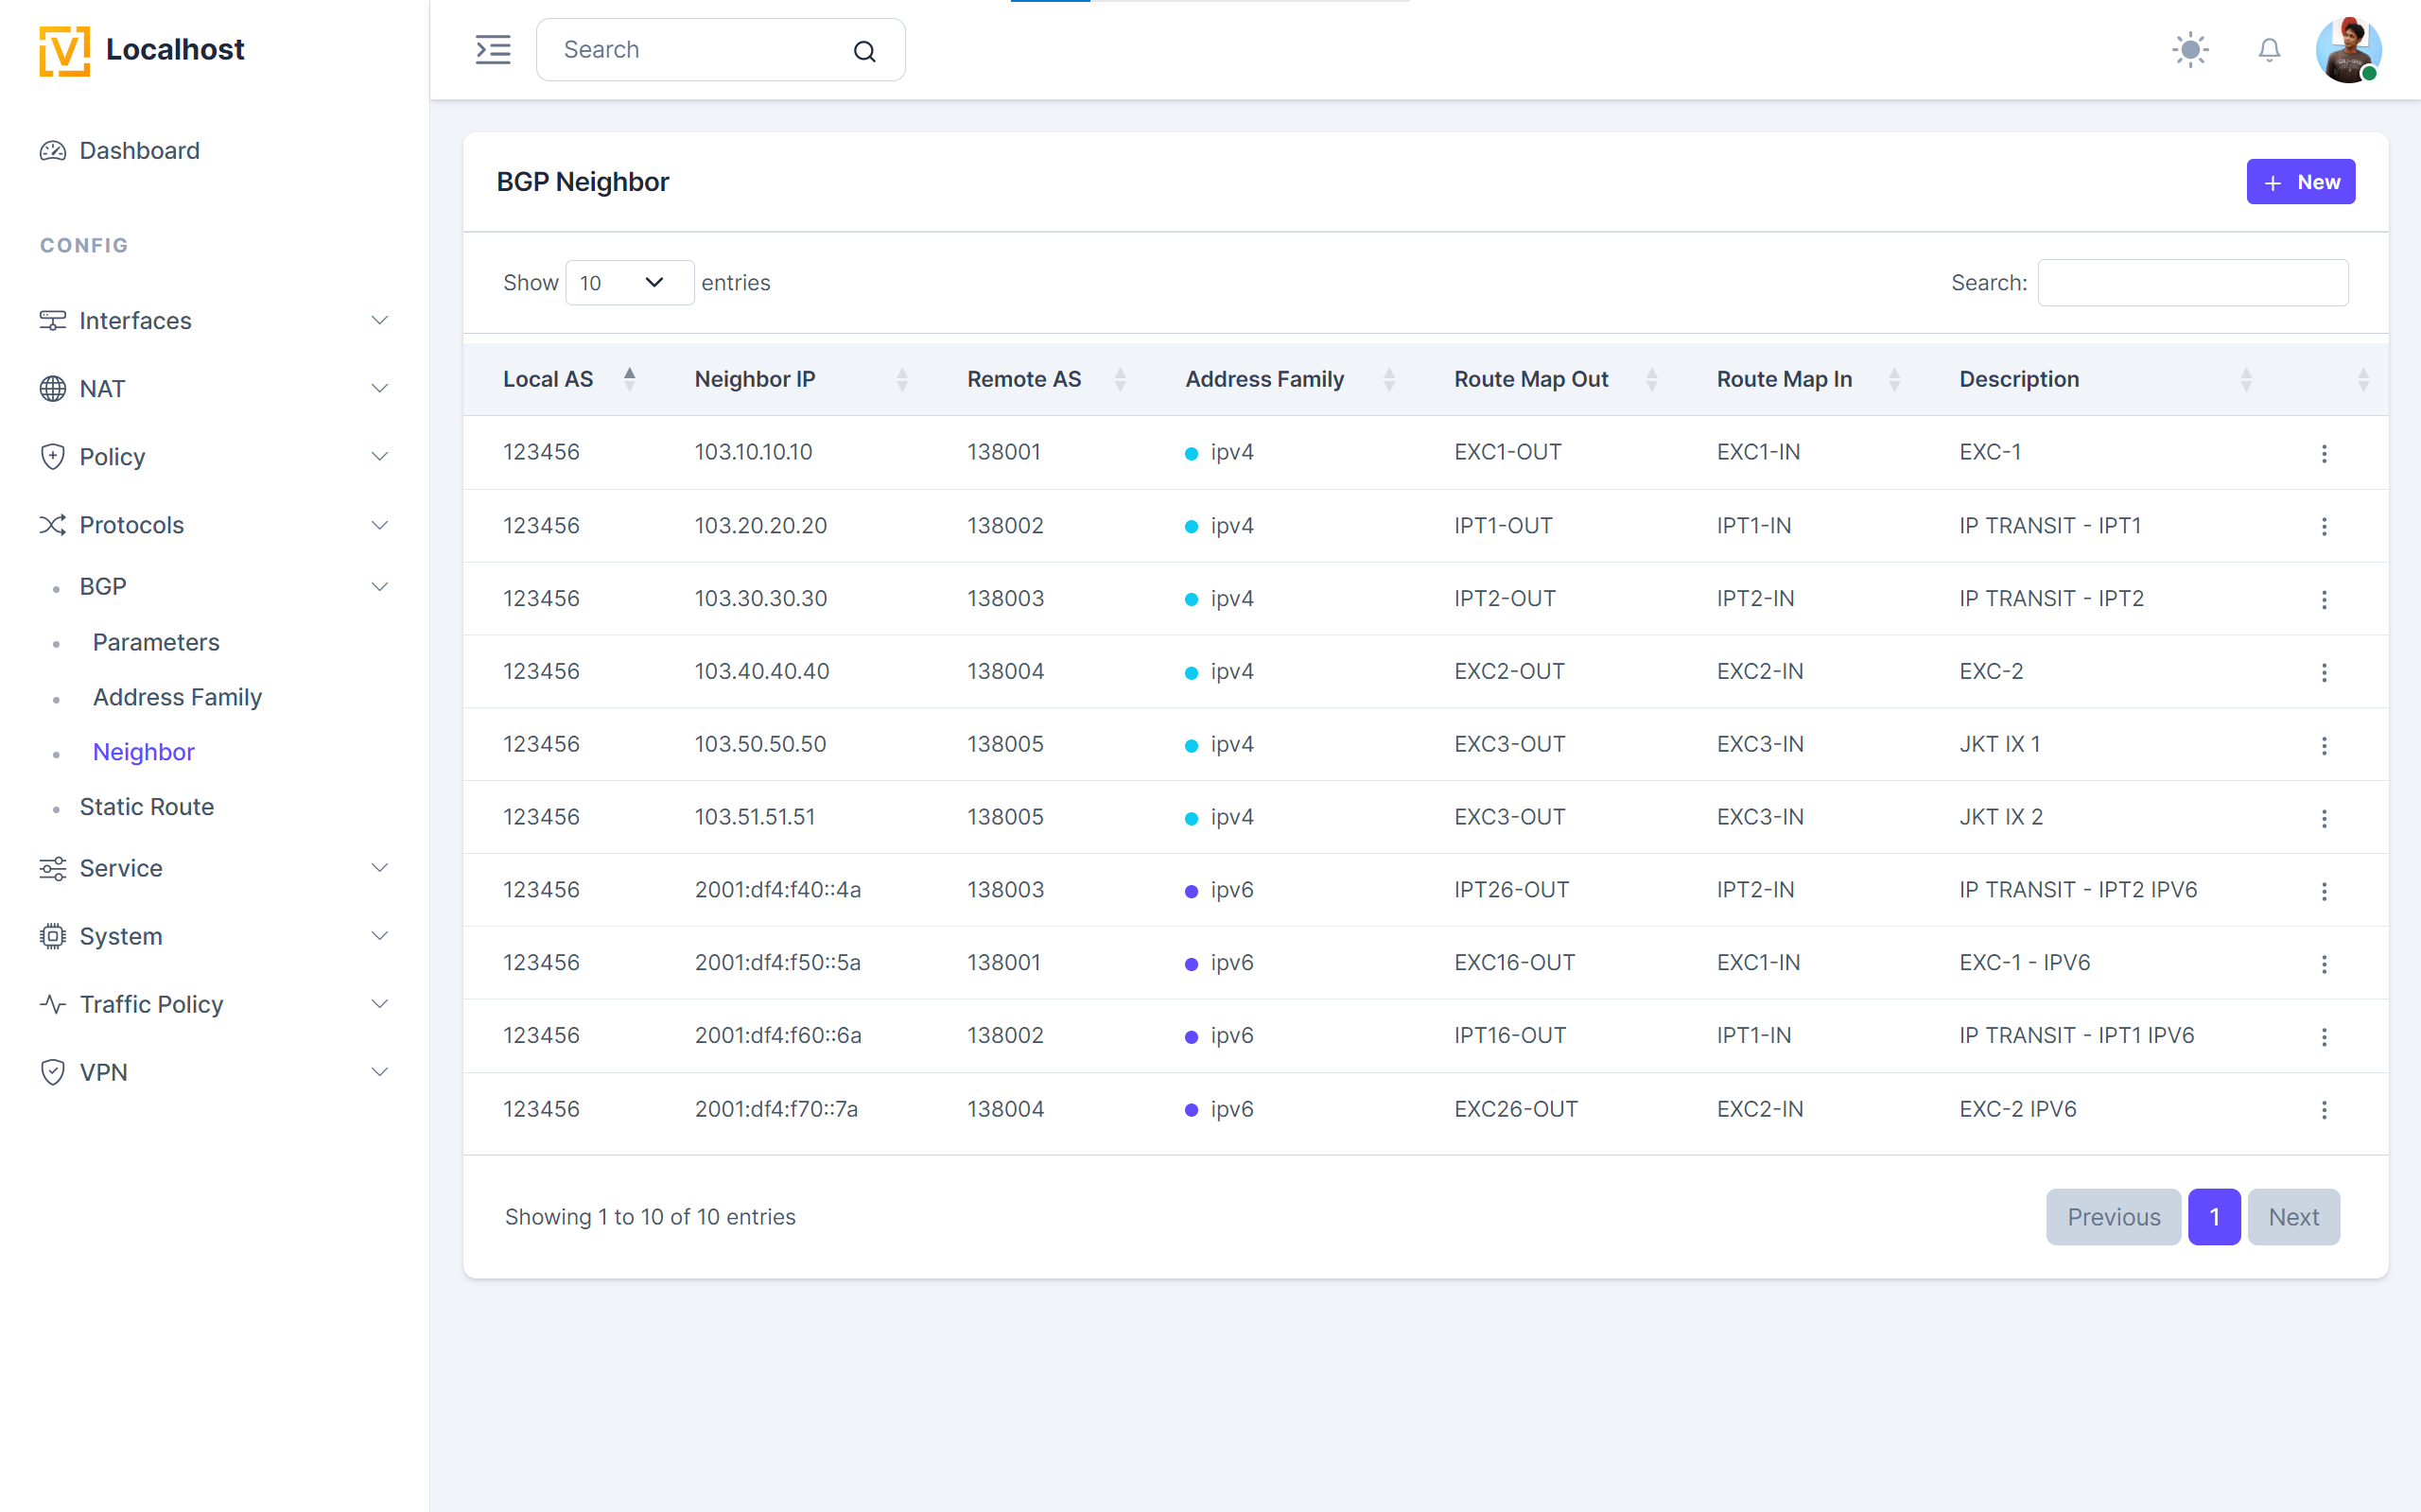 V Localhost
Search
Dashboard
CONFIG
Interfaces
NAT
Policy
Protocols
BGP
Parameters
Address Family
Neighbor
Static Route
Service
System
Traffic Policy
VPN
BGP Neighbor
+ New
Show 10 entries
Search:
Local AS Neighbor IP Remote AS Address Family Route Map Out Route Map In Description
123456 103.10.10.10 138001 ipv4 EXC1-OUT EXC1-IN EXC-1
123456 103.20.20.20 138002 ipv4 IPT1-OUT IPT1-IN IP TRANSIT - IPT1
123456 103.30.30.30 138003 ipv4 IPT2-OUT IPT2-IN IP TRANSIT - IPT2
123456 103.40.40.40 138004 ipv4 EXC2-OUT EXC2-IN EXC-2
123456 103.50.50.50 138005 ipv4 EXC3-OUT EXC3-IN JKT IX 1
123456 103.51.51.51 138005 ipv4 EXC3-OUT EXC3-IN JKT IX 2
123456 2001:df4:f40::4a 138003 ipv6 IPT26-OUT IPT2-IN IP TRANSIT - IPT2 IPV6
123456 2001:df4:f50::5a 138001 ipv6 EXC16-OUT EXC1-IN EXC-1 - IPV6
123456 2001:df4:f60::6a 138002 ipv6 IPT16-OUT IPT1-IN IP TRANSIT - IPT1 IPV6
123456 2001:df4:f70::7a 138004 ipv6 EXC26-OUT EXC2-IN EXC-2 IPV6
Showing 1 to 10 of 10 entries
Previous 1 Next